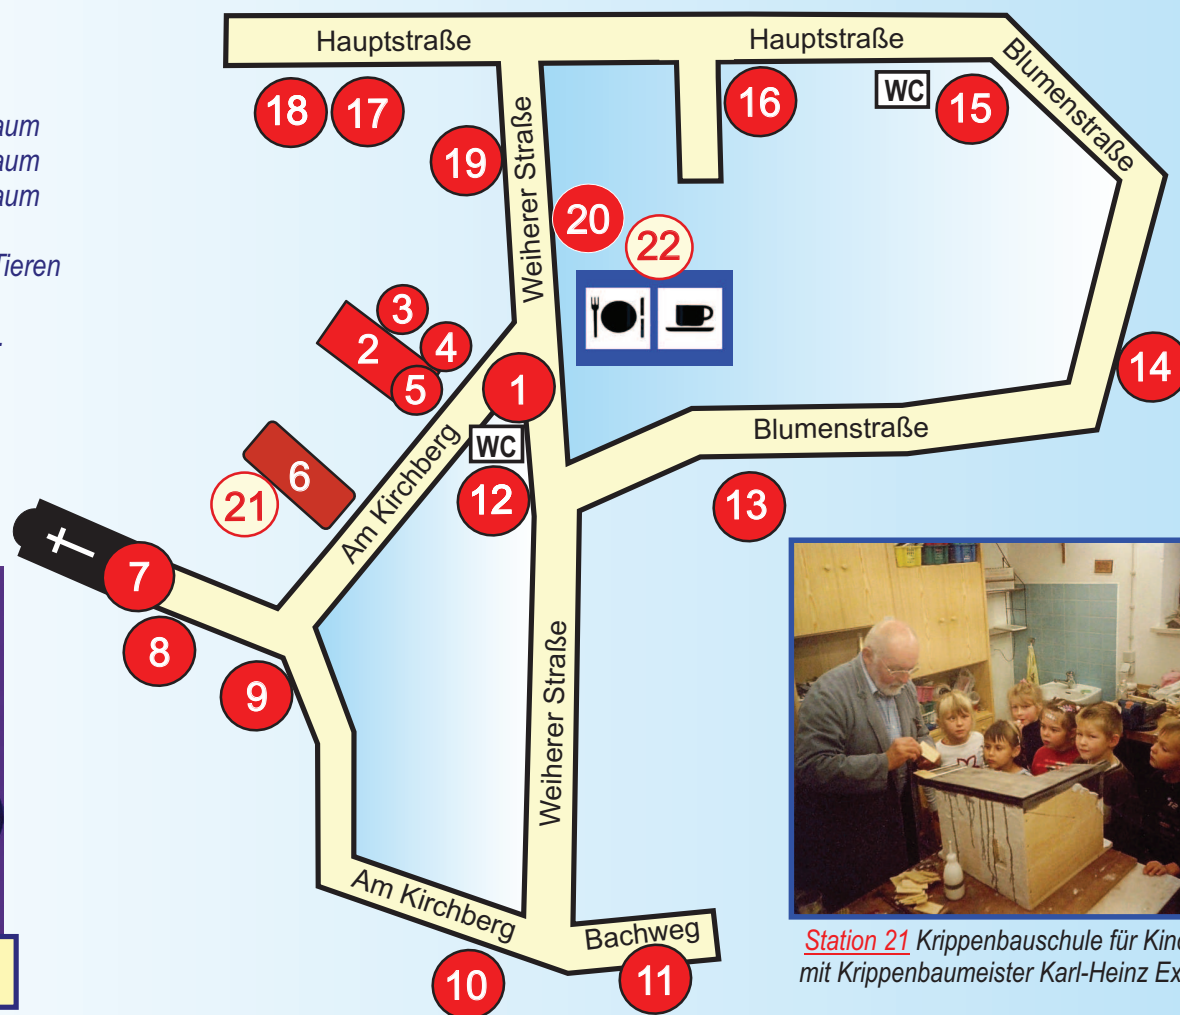 Hauptstraße
Hauptstraße
Blumenstraße
18
17
16
WC
15
19
Weiherer Straße
20
22
aum
aum
aum
Tieren
3
2
4
5
1
14
Blumenstraße
WC
Am Kirchberg
6
21
12
13
7
8
9
Weiherer Straße
Am Kirchberg
Bachweg
10
11
Station 21 Krippenbauschule für Kin
mit Krippenbaumeister Karl-Heinz Ex